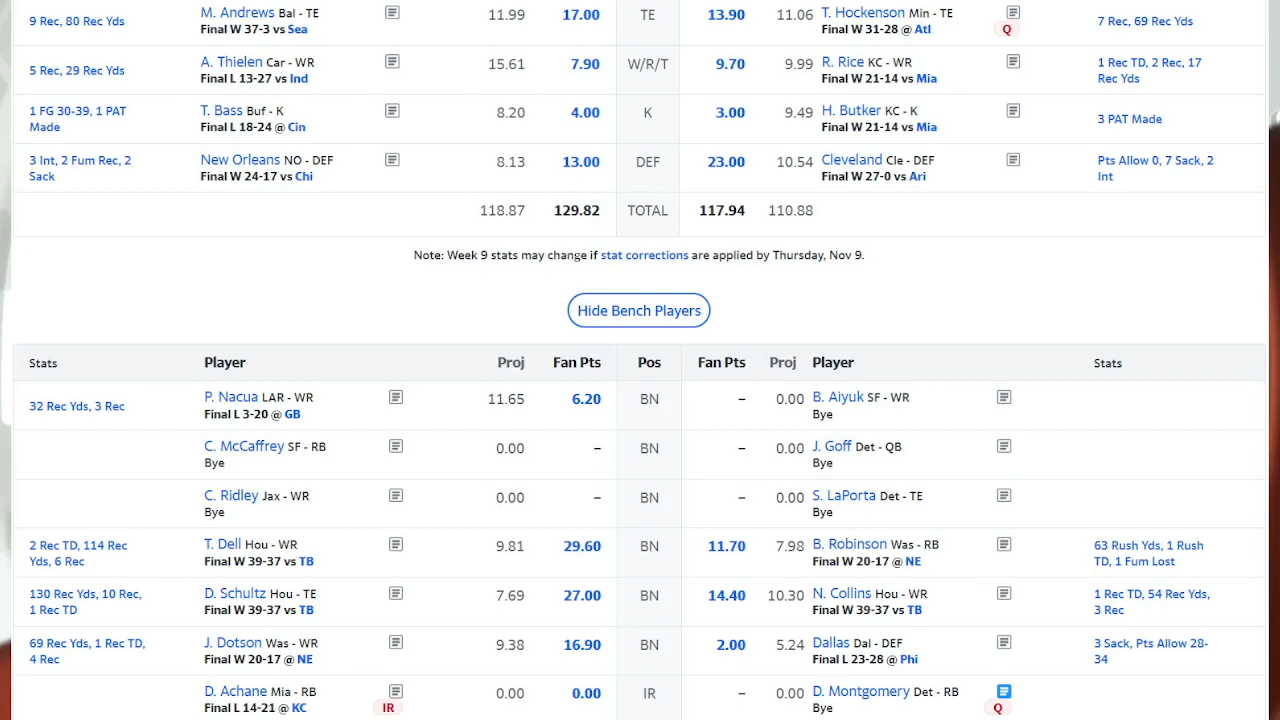 9 Rec, 80 Rec Yds M. Andrews Bal - TE 11.99 17.00 TE 13.90 11.06 T. Hockenson Min - TE 7 Rec, 69 Rec Yds
Final W 37-3 vs Sea Final W 31-28 @ Atl Q
5 Rec, 29 Rec Yds A. Thielen Car - WR 15.61 7.90 W/R/T 9.70 9.99 R. Rice KC - WR 1 Rec TD, 2 Rec, 17
Final L 13-27 vs Ind Final W 21-14 vs Mia Rec Yds
1 FG 30-39, 1 PAT T. Bass Buf - K 8.20 4.00 K 3.00 9.49 H. Butker KC - K 3 PAT Made
Made Final L 18-24 @ Cin Final W 21-14 vs Mia
3 Int, 2 Fum Rec, 2 New Orleans NO - DEF 8.13 13.00 DEF 23.00 10.54 Cleveland Cle - DEF Pts Allow 0, 7 Sack, 2
Sack Final W 24-17 vs Chi Final W 27-0 vs Ari Int
118.87 129.82 TOTAL 117.94 110.88
Note: Week 9 stats may change if stat corrections are applied by Thursday, Nov 9.
Hide Bench Players
Stats Player Proj Fan Pts Pos Fan Pts Proj Player Stats
32 Rec Yds, 3 Rec P. Nacua LAR - WR 11.65 6.20 BN – 0.00 B. Aiyuk SF - WR
Final L 3-20 @ GB Bye
C. McCaffrey SF - RB 0.00 – BN – 0.00 J. Goff Det - QB
Bye Bye
C. Ridley Jax - WR 0.00 – BN – 0.00 S. LaPorta Det - TE
Bye Bye
2 Rec TD, 114 Rec T. Dell Hou - WR 9.81 29.60 BN 11.70 7.98 B. Robinson Was - RB 63 Rush Yds, 1 Rush
Yds, 6 Rec Final W 39-37 vs TB Final W 20-17 @ NE TD, 1 Fum Lost
130 Rec Yds, 10 Rec, D. Schultz Hou - TE 7.69 27.00 BN 14.40 10.30 N. Collins Hou - WR 1 Rec TD, 54 Rec Yds,
1 Rec TD Final W 39-37 vs TB Final W 39-37 vs TB 3 Rec
69 Rec Yds, 1 Rec TD, J. Dotson Was - WR 9.38 16.90 BN 2.00 5.24 Dallas Dal - DEF 3 Sack, Pts Allow 28-
4 Rec Final W 20-17 @ NE Final L 23-28 @ Phi 34
D. Achane Mia - RB 0.00 0.00 IR – 0.00 D. Montgomery Det - RB
Final L 14-21 @ KC IR Bye Q